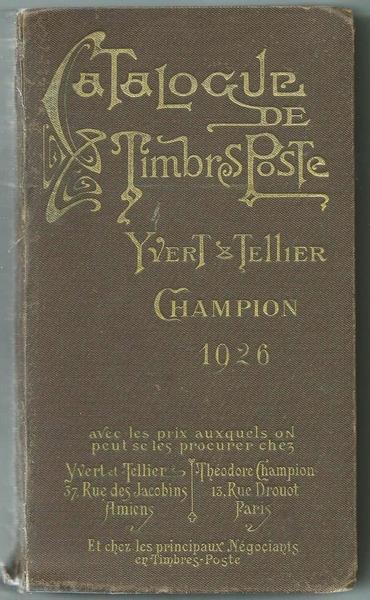 Catalogue
de
Timbres Poste
Yvert & Tellier
Champion
1926
avec les prix auxquels on
peut se les procurer chez
Yvert et Tellier
37, Rue des Jacobins
Amiens
Théodore Champion
13, Rue Drouot
Paris
Et chez les principaux Négociants
en Timbres-Poste